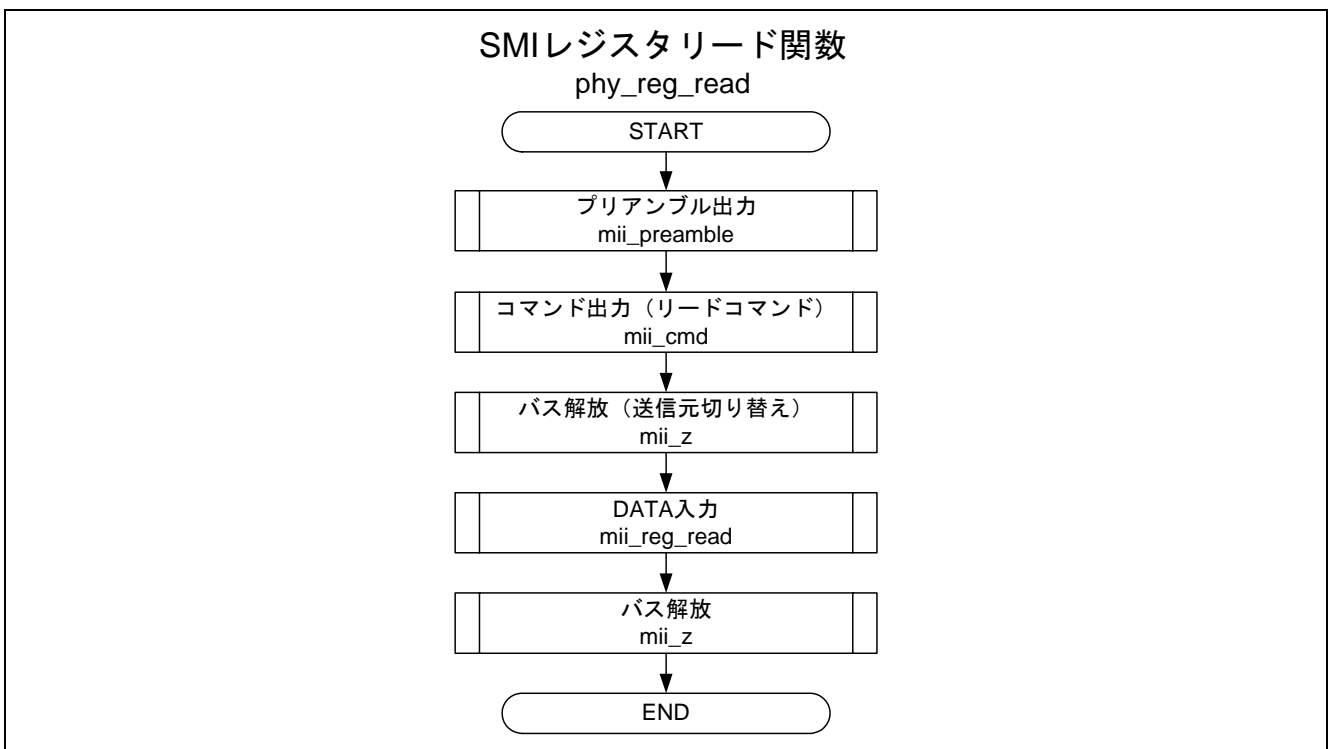 SMIレジスタリード関数
phy_reg_read
START
プリアンブル出力
mii_preamble
コマンド出力（リードコマンド）
mii_cmd
バス解放（送信元切り替え）
mii_z
DATA入力
mii_reg_read
バス解放
mii_z
END